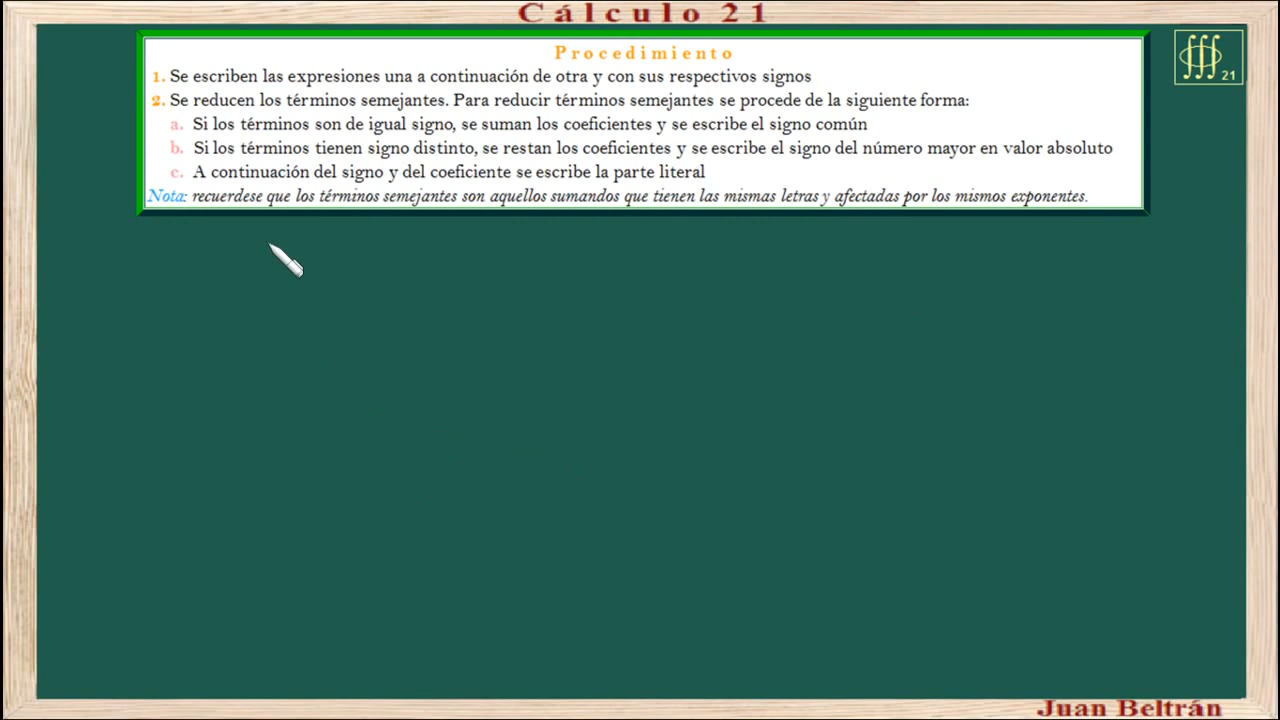 Cálculo 21
Procedimiento
1. Se escriben las expresiones una a continuación de otra y con sus respectivos signos
2. Se reducen los términos semejantes. Para reducir términos semejantes se procede de la siguiente forma:
a. Si los términos son de igual signo, se suman los coeficientes y se escribe el signo común
b. Si los términos tienen signo distinto, se restan los coeficientes y se escribe el signo del número mayor en valor absoluto
c. A continuación del signo y del coeficiente se escribe la parte literal
Nota: recuerdese que los términos semejantes son aquellos sumandos que tienen las mismas letras y afectadas por los mismos exponentes.
∯∫ 21
Juan Beltrán